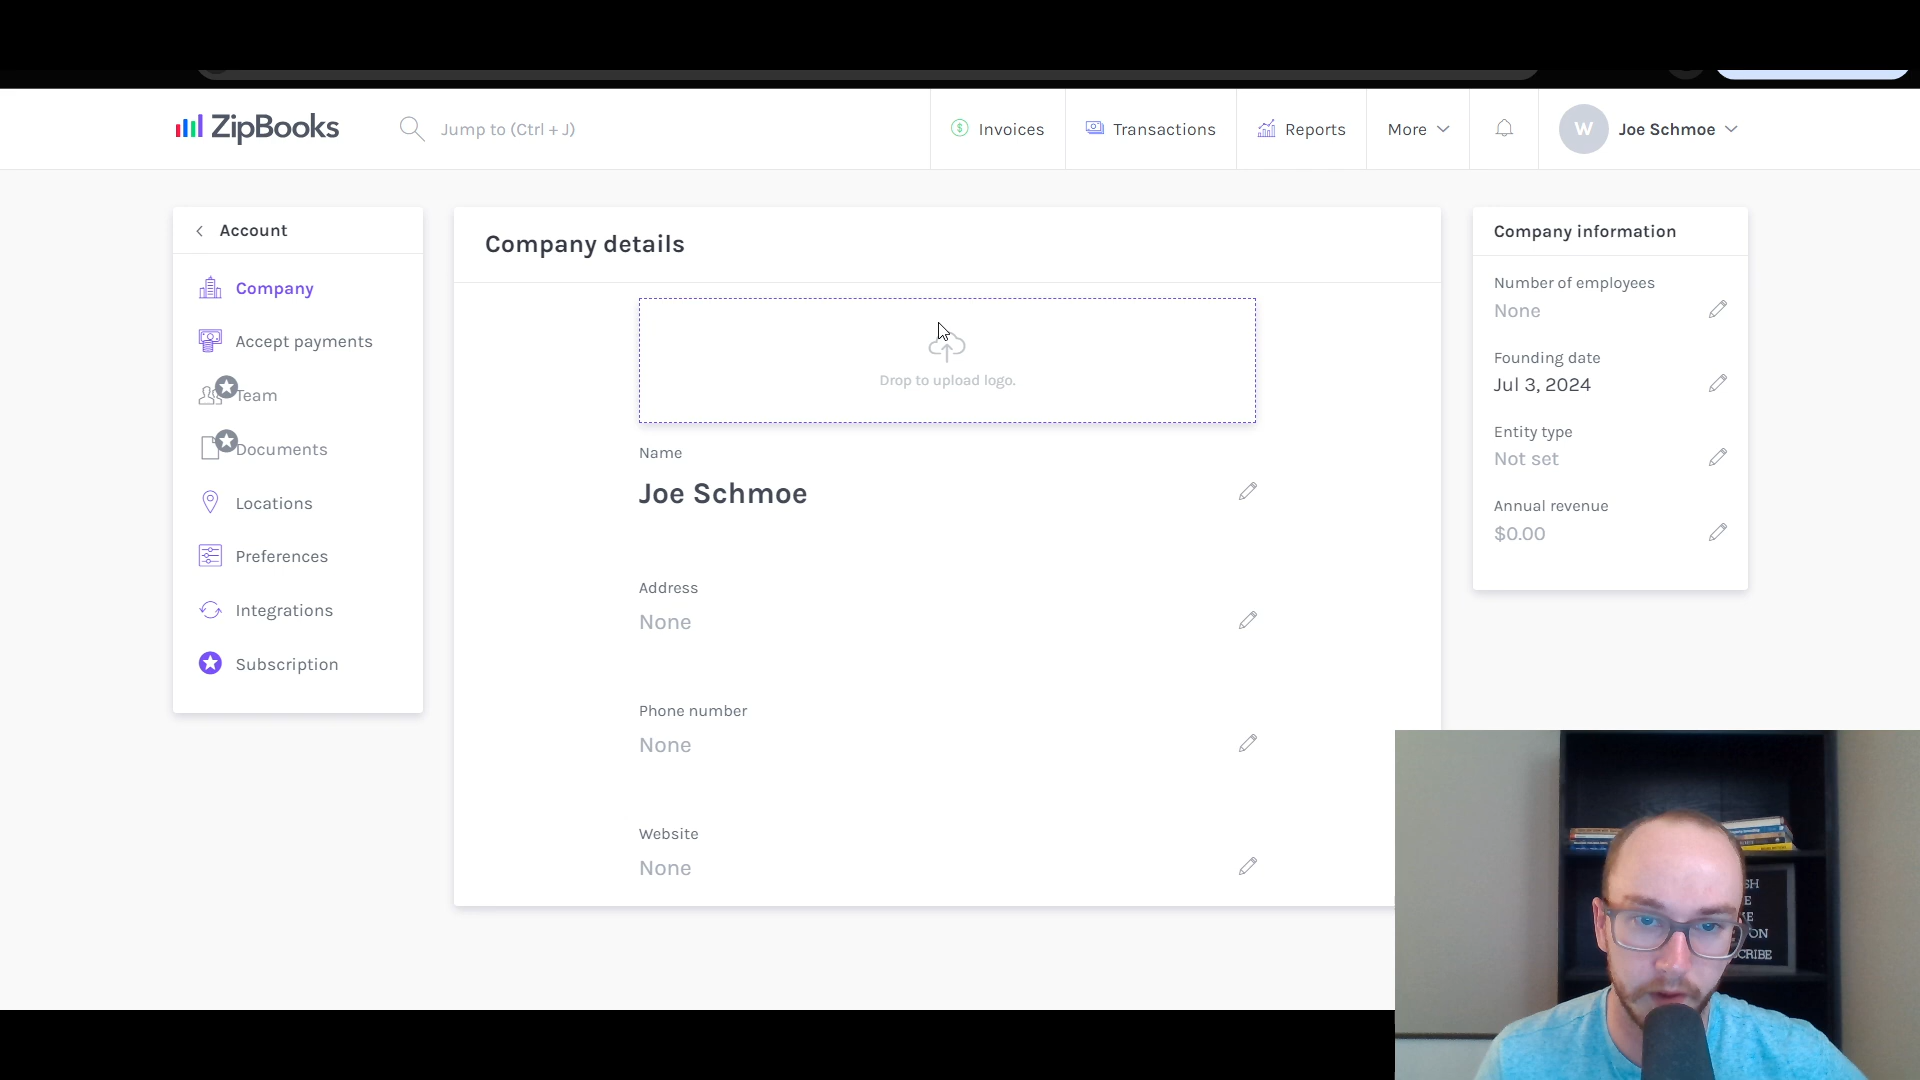 ZipBooks
Jump to (Ctrl + J)
Invoices
Transactions
Reports
More
W
Joe Schmoe
Account
Company
Accept payments
Team
Documents
Locations
Preferences
Integrations
Subscription
Company details
Drop to upload logo.
Name
Joe Schmoe
Address
None
Phone number
None
Website
None
Company information
Number of employees
None
Founding date
Jul 3, 2024
Entity type
Not set
Annual revenue
$0.00